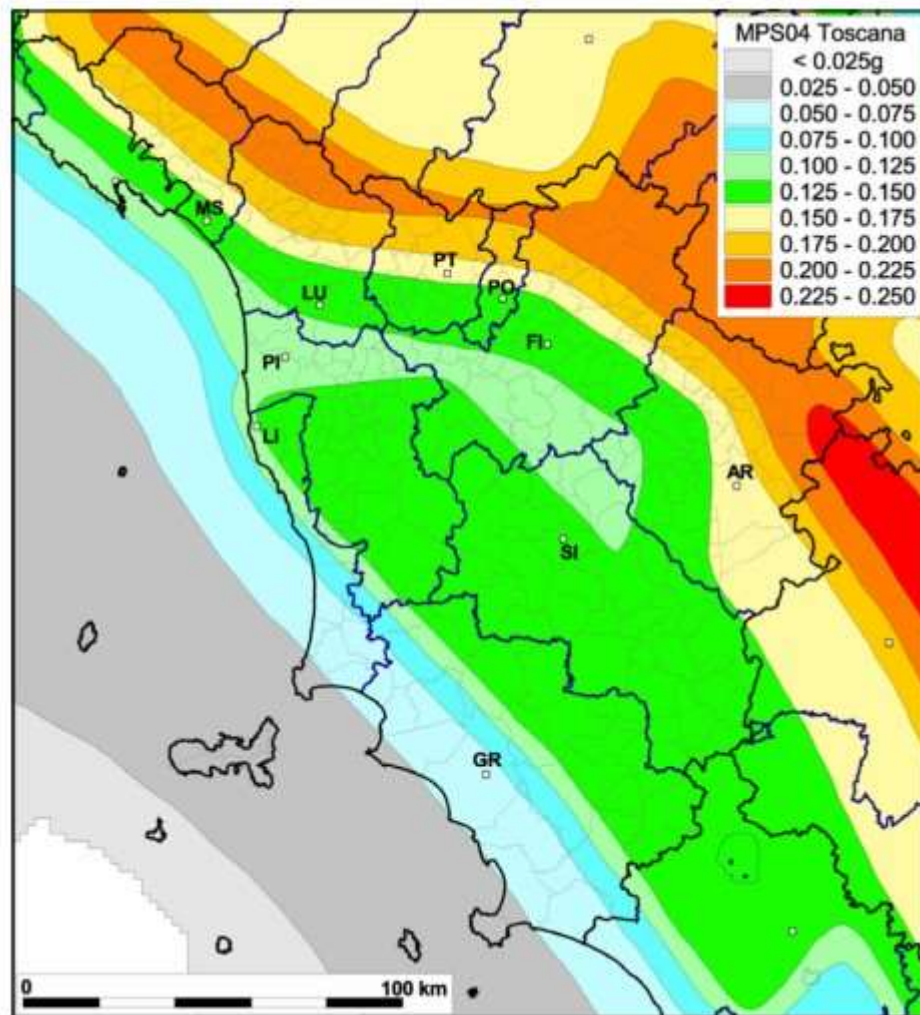 MPS04 Toscana
< 0.025g
0.025 - 0.050
0.050 - 0.075
0.075 - 0.100
0.100 - 0.125
0.125 - 0.150
0.150 - 0.175
0.175 - 0.200
0.200 - 0.225
0.225 - 0.250
MS
PT
LU
PO
FI
PI
LI
AR
SI
GR
0
100 km